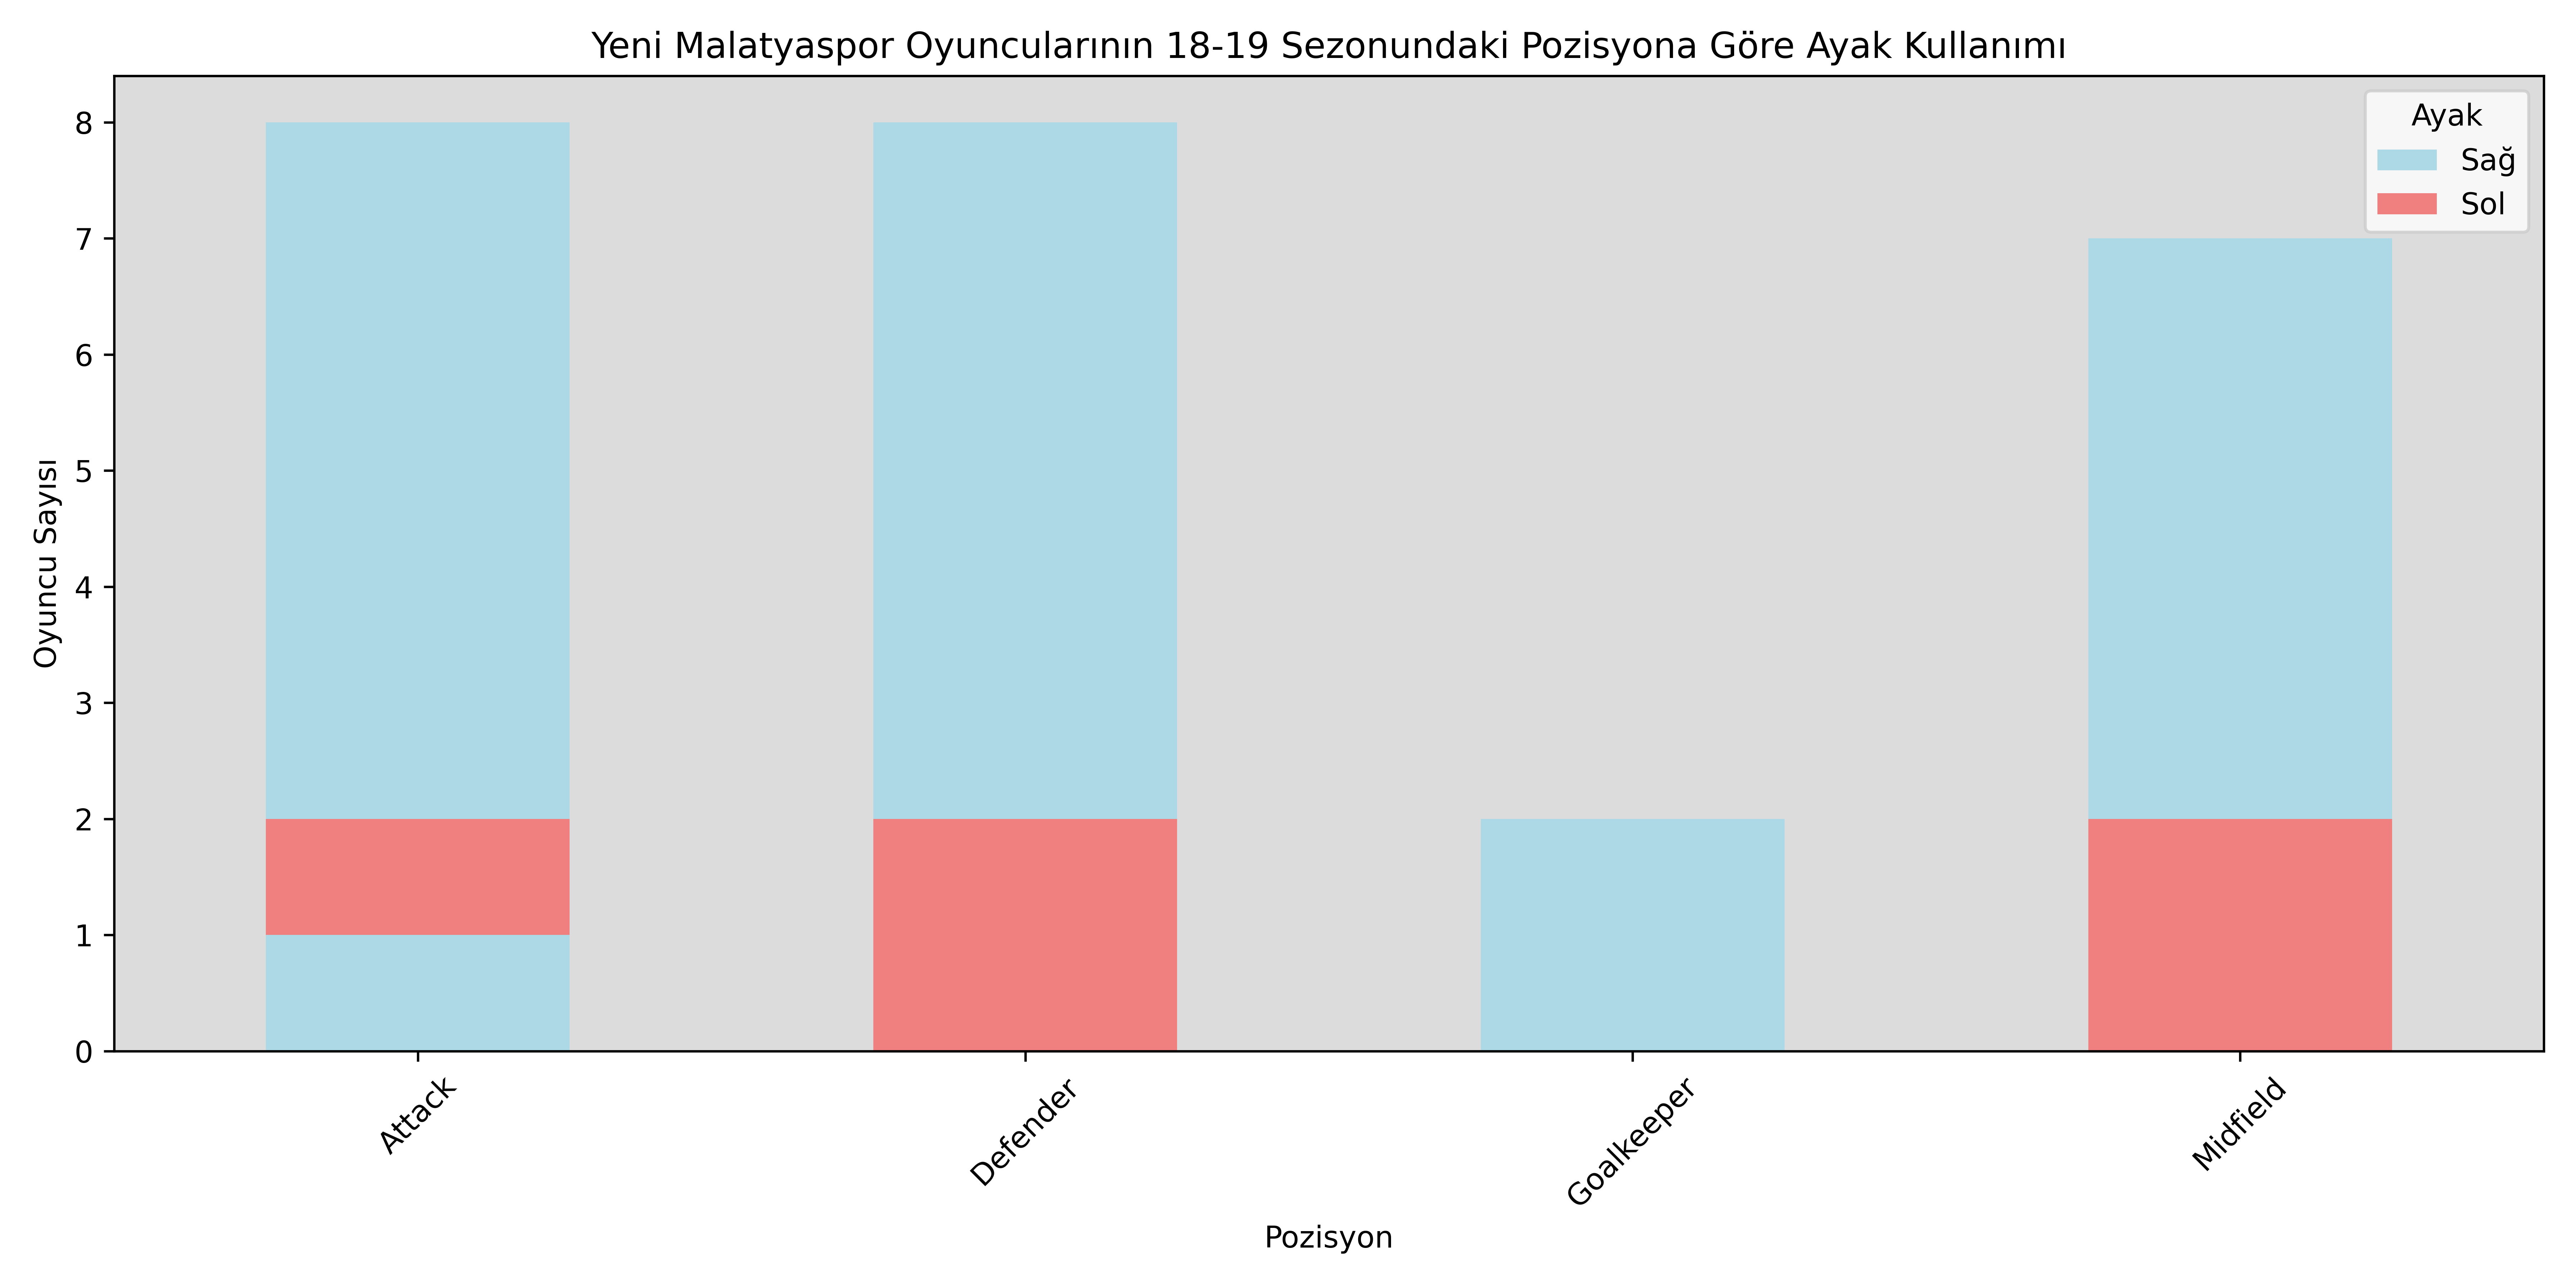 Yeni Malatyaspor Oyuncularının 18-19 Sezonundaki Pozisyona Göre Ayak Kullanımı
Ayak
Sağ
Sol
Oyuncu Sayısı
8
7
6
5
4
3
2
1
0
Attack
Defender
Goalkeeper
Midfield
Pozisyon